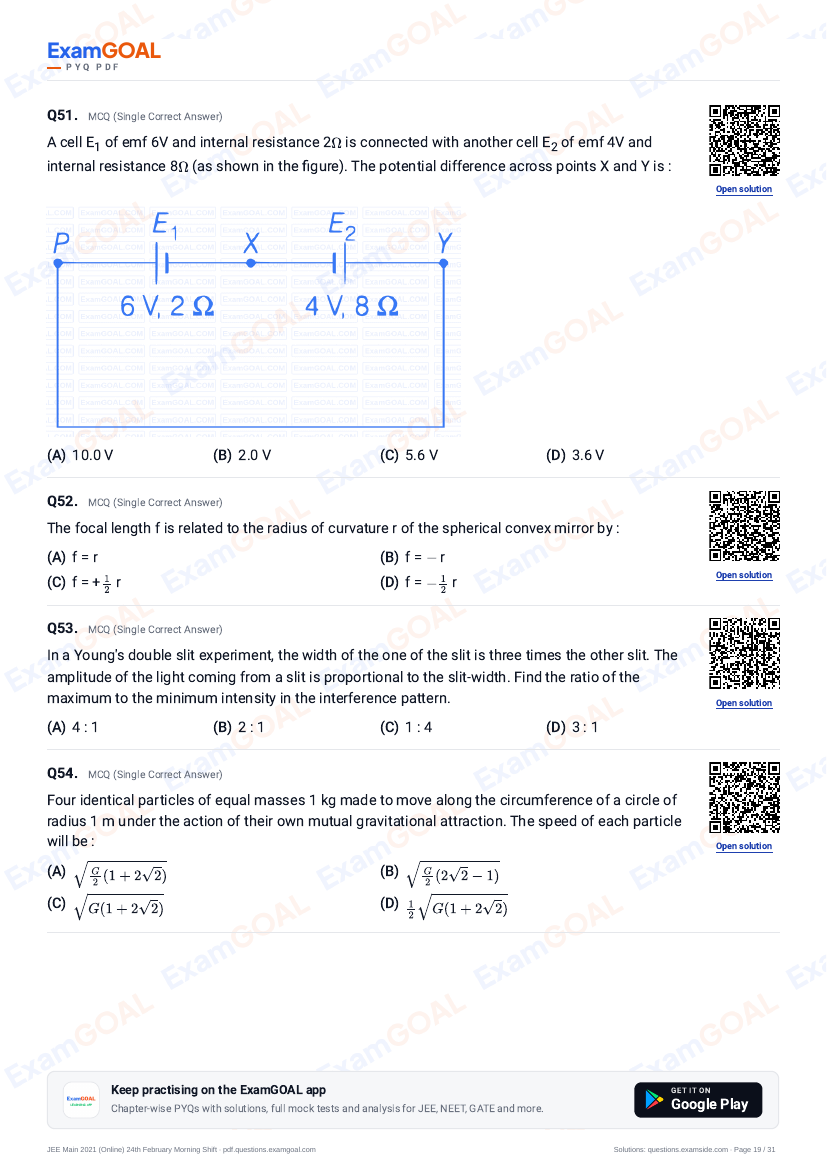 ExamGOAL
PYQ PDF
Q51. MCQ (Single Correct Answer)
A cell E₁ of emf 6V and internal resistance 2Ω is connected with another cell E₂ of emf 4V and
internal resistance 8Ω (as shown in the figure). The potential difference across points X and Y is :
Open solution
P E₁ X E₂ Y
6 V, 2 Ω 4 V, 8 Ω
(A) 10.0 V (B) 2.0 V (C) 5.6 V (D) 3.6 V
Q52. MCQ (Single Correct Answer)
The focal length f is related to the radius of curvature r of the spherical convex mirror by :
(A) f = r (B) f = − r
(C) f = + 1/2 r (D) f = − 1/2 r
Open solution
Q53. MCQ (Single Correct Answer)
In a Young's double slit experiment, the width of the one of the slit is three times the other slit. The
amplitude of the light coming from a slit is proportional to the slit-width. Find the ratio of the
maximum to the minimum intensity in the interference pattern.
Open solution
(A) 4 : 1 (B) 2 : 1 (C) 1 : 4 (D) 3 : 1
Q54. MCQ (Single Correct Answer)
Four identical particles of equal masses 1 kg made to move along the circumference of a circle of
radius 1 m under the action of their own mutual gravitational attraction. The speed of each particle
will be :
Open solution
(A) √(G/2 (1 + 2√2)) (B) √(G/2 (2√2 − 1))
(C) √(G(1 + 2√2)) (D) 1/2 √(G(1 + 2√2))
Keep practising on the ExamGOAL app
Chapter-wise PYQs with solutions, full mock tests and analysis for JEE, NEET, GATE and more.
GET IT ON
Google Play
JEE Main 2021 (Online) 24th February Morning Shift · pdf.questions.examgoal.com Solutions: questions.examside.com · Page 19 / 31